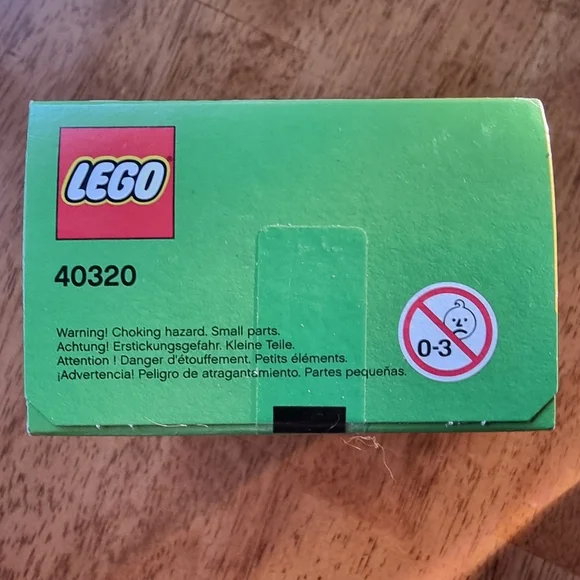 LEGO
40320
Warning! Choking hazard. Small parts.
Achtung! Erstickungsgefahr. Kleine Teile.
Attention ! Danger d'étouffement. Petits éléments.
¡Advertencia! Peligro de atragantamiento. Partes pequeñas.
0-3